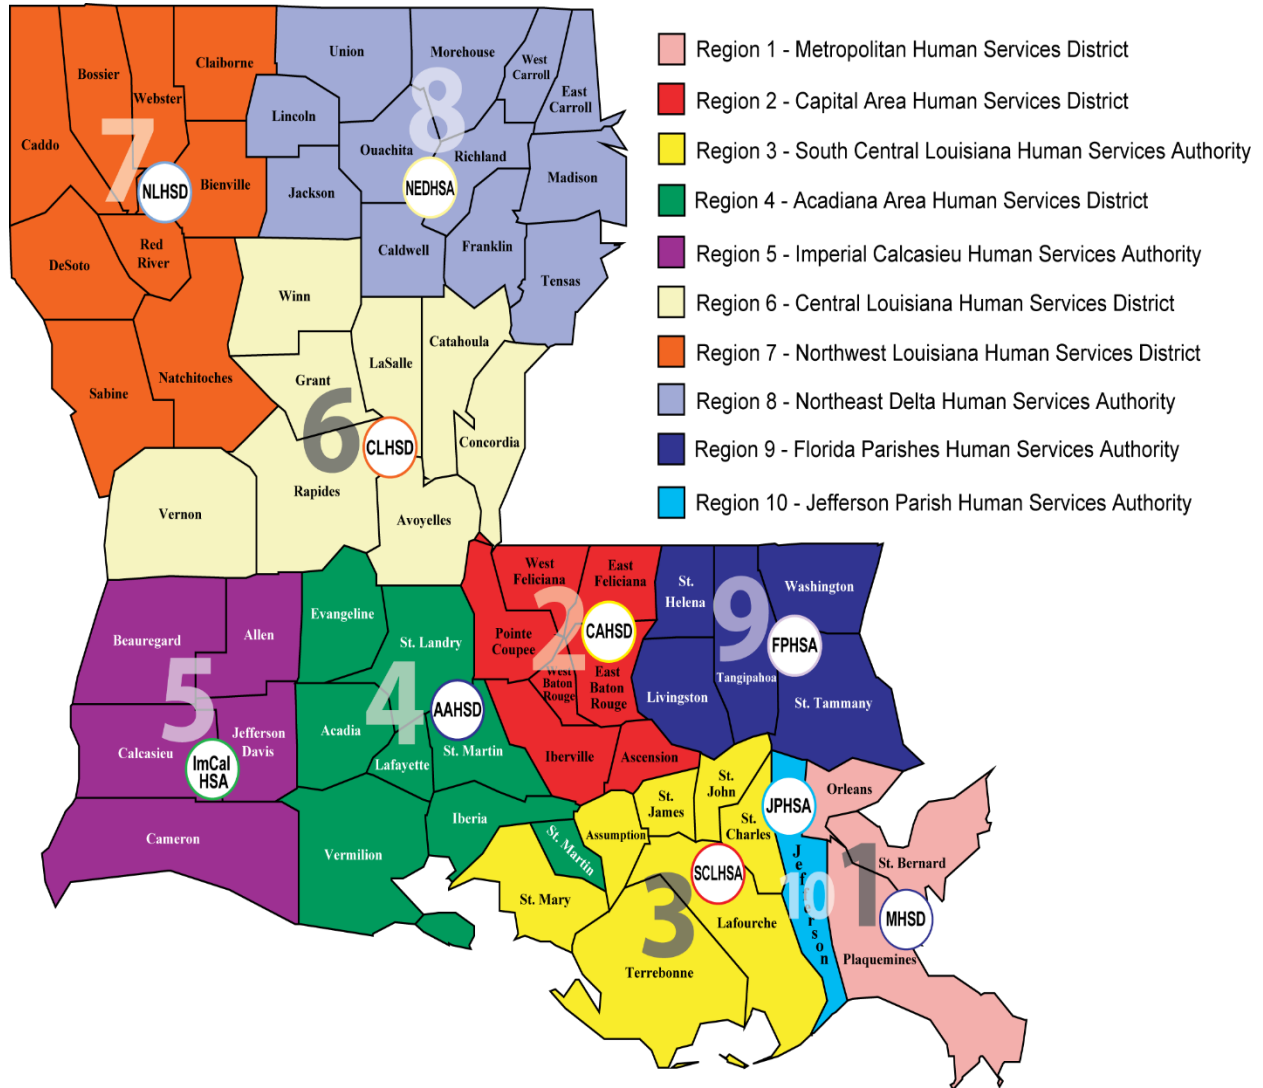 Region 1 - Metropolitan Human Services District
Region 2 - Capital Area Human Services District
Region 3 - South Central Louisiana Human Services Authority
Region 4 - Acadiana Area Human Services District
Region 5 - Imperial Calcasieu Human Services Authority
Region 6 - Central Louisiana Human Services District
Region 7 - Northwest Louisiana Human Services District
Region 8 - Northeast Delta Human Services Authority
Region 9 - Florida Parishes Human Services Authority
Region 10 - Jefferson Parish Human Services Authority
Caddo
Bossier
Webster
Claiborne
7
NLHSD
Bienville
DeSoto
Red
River
Sabine
Natchitoches
Union
Morehouse
West
Carroll
East
Carroll
Lincoln
8
Ouachita
Richland
NEDHSA
Madison
Jackson
Caldwell
Franklin
Tensas
Winn
Grant
LaSalle
Catahoula
6
CLHSD
Concordia
Rapides
Vernon
Avoyelles
Beauregard
Allen
5
Calcasieu
Jefferson
Davis
ImCal
HSA
Cameron
Evangeline
St. Landry
4
AAHSD
Acadia
Lafayette
St. Martin
Vermilion
Iberia
St. Martin
West
Feliciana
East
Feliciana
2
CAHSD
Pointe
Coupee
West
Baton
Rouge
East
Baton
Rouge
Iberville
Ascension
St.
Helena
9
Washington
FPHSA
Livingston
Tangipahoa
St. Tammany
St.
James
St.
John
St.
Charles
Assumption
SCLHSA
St. Mary
3
Lafourche
Terrebonne
JPHSA
Jefferson
10
Orleans
St. Bernard
1
MHSD
Plaquemines